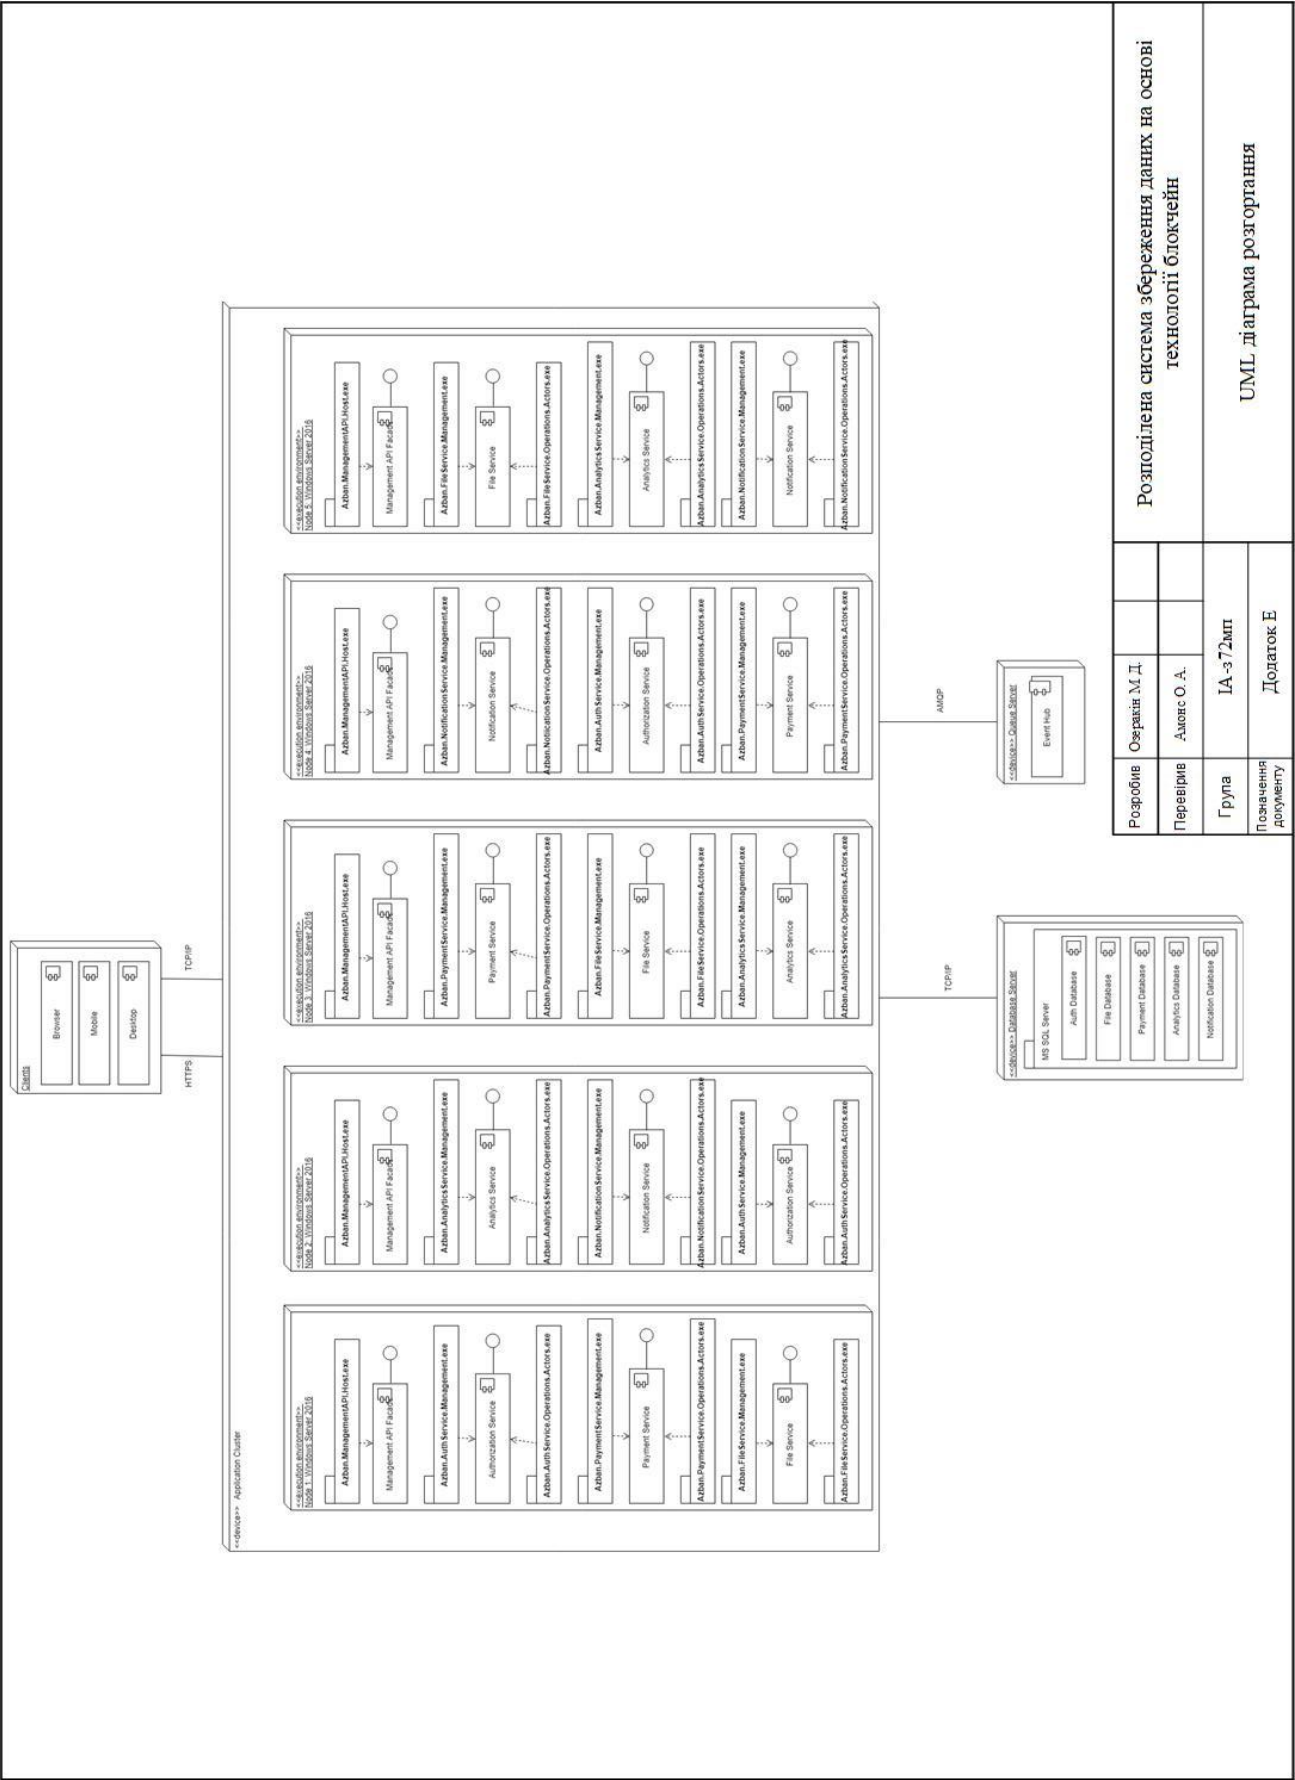 Clients
Browser
Mobile
Desktop
HTTPS
TCP/IP
<<device>> Application Cluster
<<execution environment>>
Node 1. Windows Server 2016
Azban.ManagementAPI.Host.exe
Management API Facade
Azban.AuthService.Management.exe
Authorization Service
Azban.AuthService.Operations.Actors.exe
Azban.PaymentService.Management.exe
Payment Service
Azban.PaymentService.Operations.Actors.exe
Azban.FileService.Management.exe
File Service
Azban.FileService.Operations.Actors.exe
<<execution environment>>
Node 2. Windows Server 2016
Azban.ManagementAPI.Host.exe
Management API Facade
Azban.AnalyticsService.Management.exe
Analytics Service
Azban.AnalyticsService.Operations.Actors.exe
Azban.NotificationService.Management.exe
Notification Service
Azban.NotificationService.Operations.Actors.exe
Azban.AuthService.Management.exe
Authorization Service
Azban.AuthService.Operations.Actors.exe
<<execution environment>>
Node 3. Windows Server 2016
Azban.ManagementAPI.Host.exe
Management API Facade
Azban.PaymentService.Management.exe
Payment Service
Azban.PaymentService.Operations.Actors.exe
Azban.FileService.Management.exe
File Service
Azban.FileService.Operations.Actors.exe
Azban.AnalyticsService.Management.exe
Analytics Service
Azban.AnalyticsService.Operations.Actors.exe
<<execution environment>>
Node 4. Windows Server 2016
Azban.ManagementAPI.Host.exe
Management API Facade
Azban.NotificationService.Management.exe
Notification Service
Azban.NotiicationService.Operations.Actors.exe
Azban.AuthService.Management.exe
Authorization Service
Azban.AuthService.Operations.Actors.exe
Azban.PaymentService.Management.exe
Payment Service
Azban.PaymentService.Operations.Actors.exe
<<execution environment>>
Node 5. Windows Server 2016
Azban.ManagementAPI.Host.exe
Management API Facade
Azban.FileService.Management.exe
File Service
Azban.FileService.Operations.Actors.exe
Azban.AnalyticsService.Management.exe
Analytics Service
Azban.AnalyticsService.Operations.Actors.exe
Azban.NotificationService.Management.exe
Notification Service
Azban.NotificationService.Operations.Actors.exe
TCP/IP
AMQP
<<device>> Database Server
MS SQL Server
Auth Database
File Database
Payment Database
Analytics Database
Notification Database
<<device>> Queue Server
Event Hub
Розробив
Озеракін М. Д.
Перевірив
Амонс О. А.
Група
ІА-з72мп
Позначення
документу
Додаток Е
Розподілена система збереження даних на основі
технології блокчейн
UML діаграма розгортання